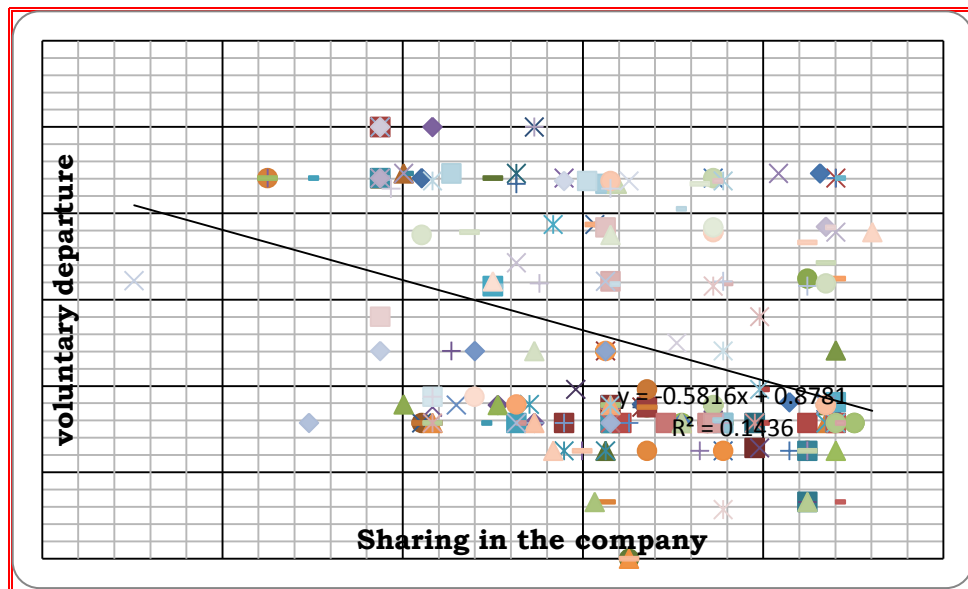 voluntary departure
y = -0.5816x + 0.8781
R² = 0.1436
Sharing in the company